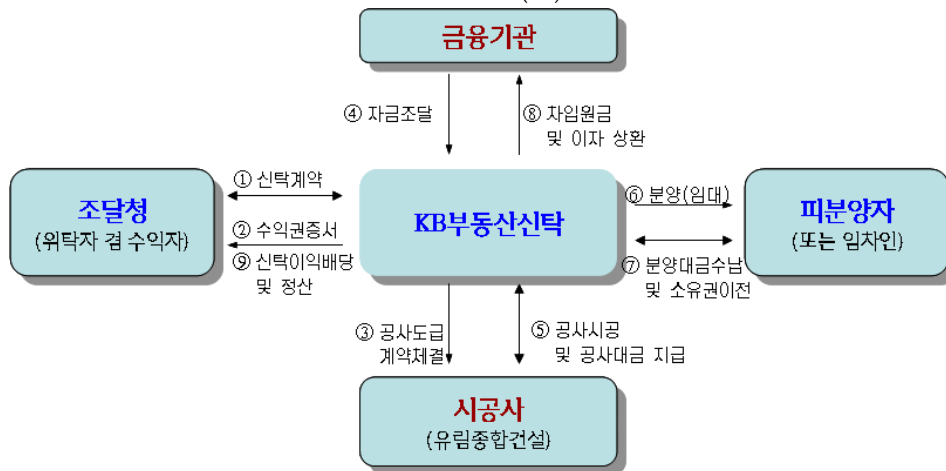 금융기관
④ 자금조달
⑧ 차입원금
및 이자 상환
① 신탁계약
조달청
(위탁자 겸 수익자)
② 수익권증서
⑨ 신탁이익배당
및 정산
KB부동산신탁
⑥ 분양(임대)
피분양자
(또는 임차인)
⑦ 분양대금수납
및 소유권이전
③ 공사도급
계약체결
⑤ 공사시공
및 공사대금 지급
시공사
(유림종합건설)